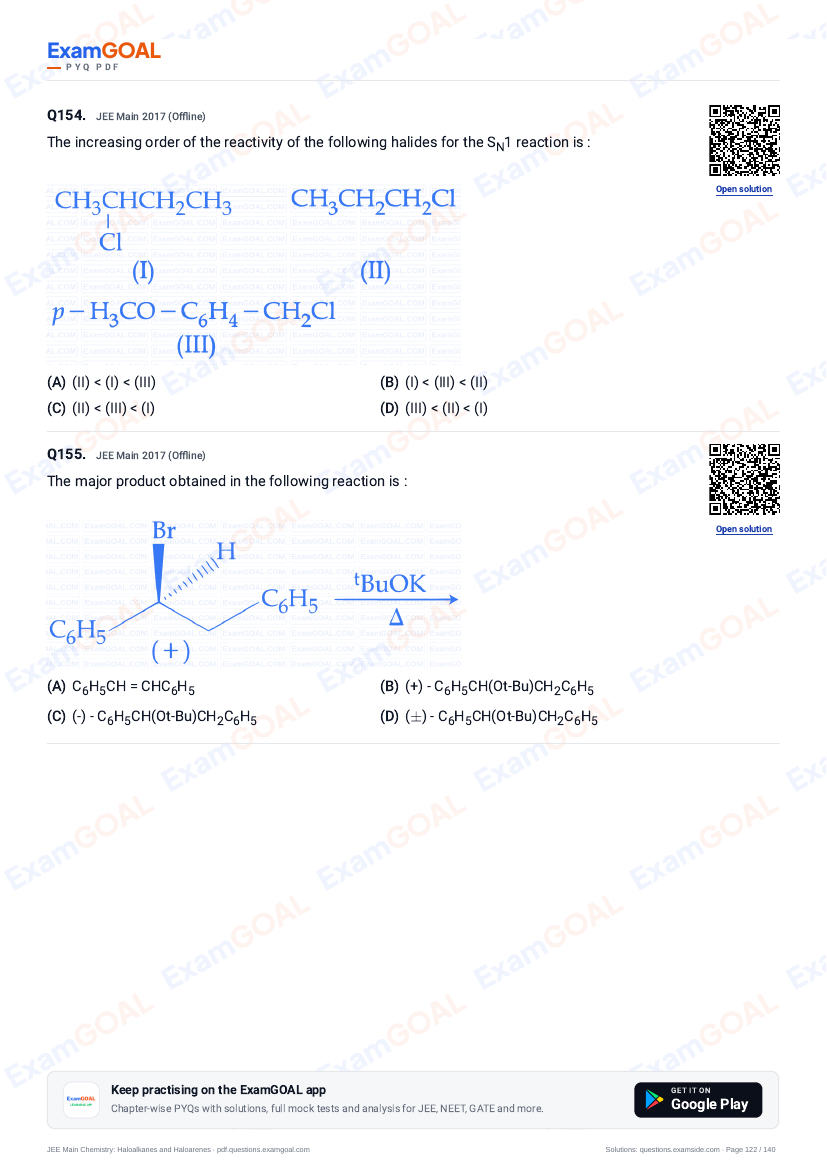 ExamGOAL
PYQ PDF
Q154. JEE Main 2017 (Offline)
The increasing order of the reactivity of the following halides for the S_N1 reaction is :
Open solution
CH₃CHCH₂CH₃ CH₃CH₂CH₂Cl
Cl
(I) (II)
p – H₃CO – C₆H₄ – CH₂Cl
(III)
(A) (II) < (I) < (III) (B) (I) < (III) < (II)
(C) (II) < (III) < (I) (D) (III) < (II) < (I)
Q155. JEE Main 2017 (Offline)
The major product obtained in the following reaction is :
Open solution
Br
H
C₆H₅ C₆H₅ ᵗBuOK
Δ
(+)
(A) C₆H₅CH = CHC₆H₅ (B) (+) - C₆H₅CH(Ot-Bu)CH₂C₆H₅
(C) (-) - C₆H₅CH(Ot-Bu)CH₂C₆H₅ (D) (±) - C₆H₅CH(Ot-Bu)CH₂C₆H₅
Keep practising on the ExamGOAL app
Chapter-wise PYQs with solutions, full mock tests and analysis for JEE, NEET, GATE and more.
GET IT ON
Google Play
JEE Main Chemistry: Haloalkanes and Haloarenes · pdf.questions.examgoal.com
Solutions: questions.examside.com · Page 122 / 140